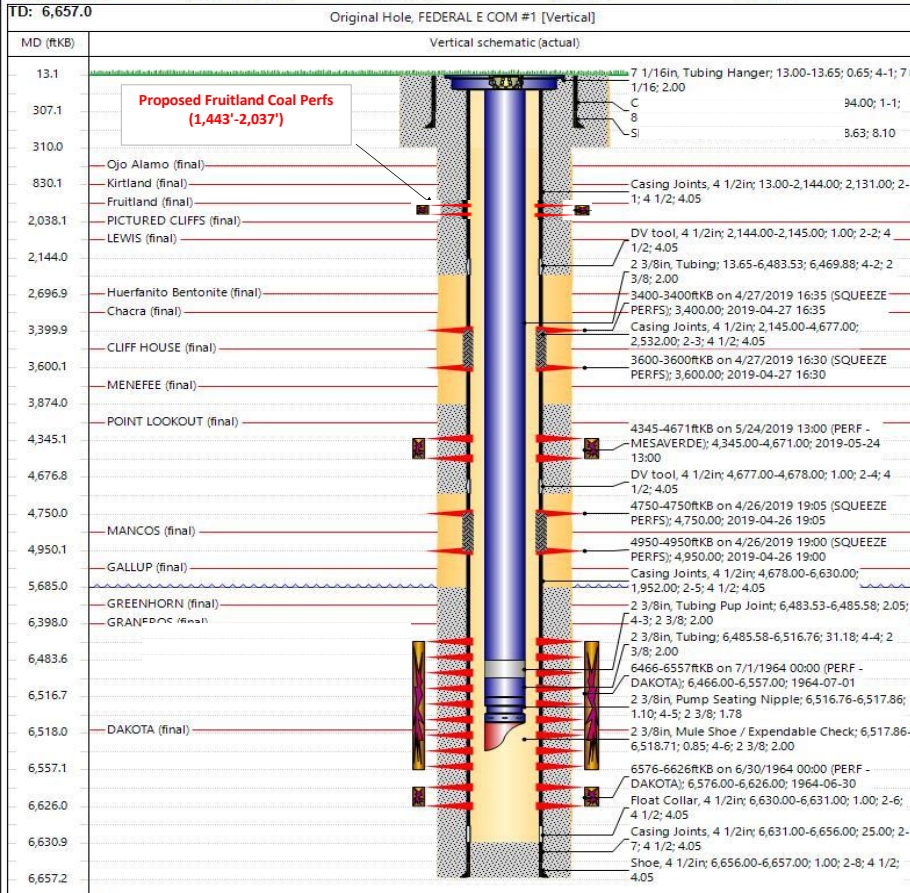 TD: 6,657.0
Original Hole, FEDERAL E COM #1 [Vertical]
MD (ftKB)
Vertical schematic (actual)
13.1
307.1
310.0
830.1
2,038.1
2,144.0
2,696.9
3,399.9
3,600.1
3,874.0
4,345.1
4,676.8
4,750.0
4,950.1
5,685.0
6,398.0
6,483.6
6,516.7
6,518.0
6,557.1
6,626.0
6,630.9
6,657.2
Proposed Fruitland Coal Perfs
(1,443'-2,037')
Ojo Alamo (final)
Kirtland (final)
Fruitland (final)
PICTURED CLIFFS (final)
LEWIS (final)
Huerfanito Bentonite (final)
Chacra (final)
CLIFF HOUSE (final)
MENEFEE (final)
POINT LOOKOUT (final)
MANCOS (final)
GALLUP (final)
GREENHORN (final)
GRANEROS (final)
DAKOTA (final)
7 1/16in, Tubing Hanger; 13.00-13.65; 0.65; 4-1; 7
1/16; 2.00
C 94.00; 1-1;
8
8.63; 8.10
Casing Joints, 4 1/2in; 13.00-2,144.00; 2,131.00; 2-
1; 4 1/2; 4.05
DV tool, 4 1/2in; 2,144.00-2,145.00; 1.00; 2-2; 4
1/2; 4.05
2 3/8in, Tubing; 13.65-6,483.53; 6,469.88; 4-2; 2
3/8; 2.00
3400-3400ftKB on 4/27/2019 16:35 (SQUEEZE
PERFS); 3,400.00; 2019-04-27 16:35
Casing Joints, 4 1/2in; 2,145.00-4,677.00;
2,532.00; 2-3; 4 1/2; 4.05
3600-3600ftKB on 4/27/2019 16:30 (SQUEEZE
PERFS); 3,600.00; 2019-04-27 16:30
4345-4671ftKB on 5/24/2019 13:00 (PERF -
MESAVERDE); 4,345.00-4,671.00; 2019-05-24
13:00
DV tool, 4 1/2in; 4,677.00-4,678.00; 1.00; 2-4; 4
1/2; 4.05
4750-4750ftKB on 4/26/2019 19:05 (SQUEEZE
PERFS); 4,750.00; 2019-04-26 19:05
4950-4950ftKB on 4/26/2019 19:00 (SQUEEZE
PERFS); 4,950.00; 2019-04-26 19:00
Casing Joints, 4 1/2in; 4,678.00-6,630.00;
1,952.00; 2-5; 4 1/2; 4.05
2 3/8in, Tubing Pup Joint; 6,483.53-6,485.58; 2.05;
4-3; 2 3/8; 2.00
2 3/8in, Tubing; 6,485.58-6,516.76; 31.18; 4-4; 2
3/8; 2.00
6466-6557ftKB on 7/1/1964 00:00 (PERF -
DAKOTA); 6,466.00-6,557.00; 1964-07-01
2 3/8in, Pump Seating Nipple; 6,516.76-6,517.86;
1.10; 4-5; 2 3/8; 1.78
2 3/8in, Mule Shoe / Expendable Check; 6,517.86-
6,518.71; 0.85; 4-6; 2 3/8; 2.00
6576-6626ftKB on 6/30/1964 00:00 (PERF -
DAKOTA); 6,576.00-6,626.00; 1964-06-30
Float Collar, 4 1/2in; 6,630.00-6,631.00; 1.00; 2-6;
4 1/2; 4.05
Casing Joints, 4 1/2in; 6,631.00-6,656.00; 25.00; 2-
7; 4 1/2; 4.05
Shoe, 4 1/2in; 6,656.00-6,657.00; 1.00; 2-8; 4 1/2;
4.05